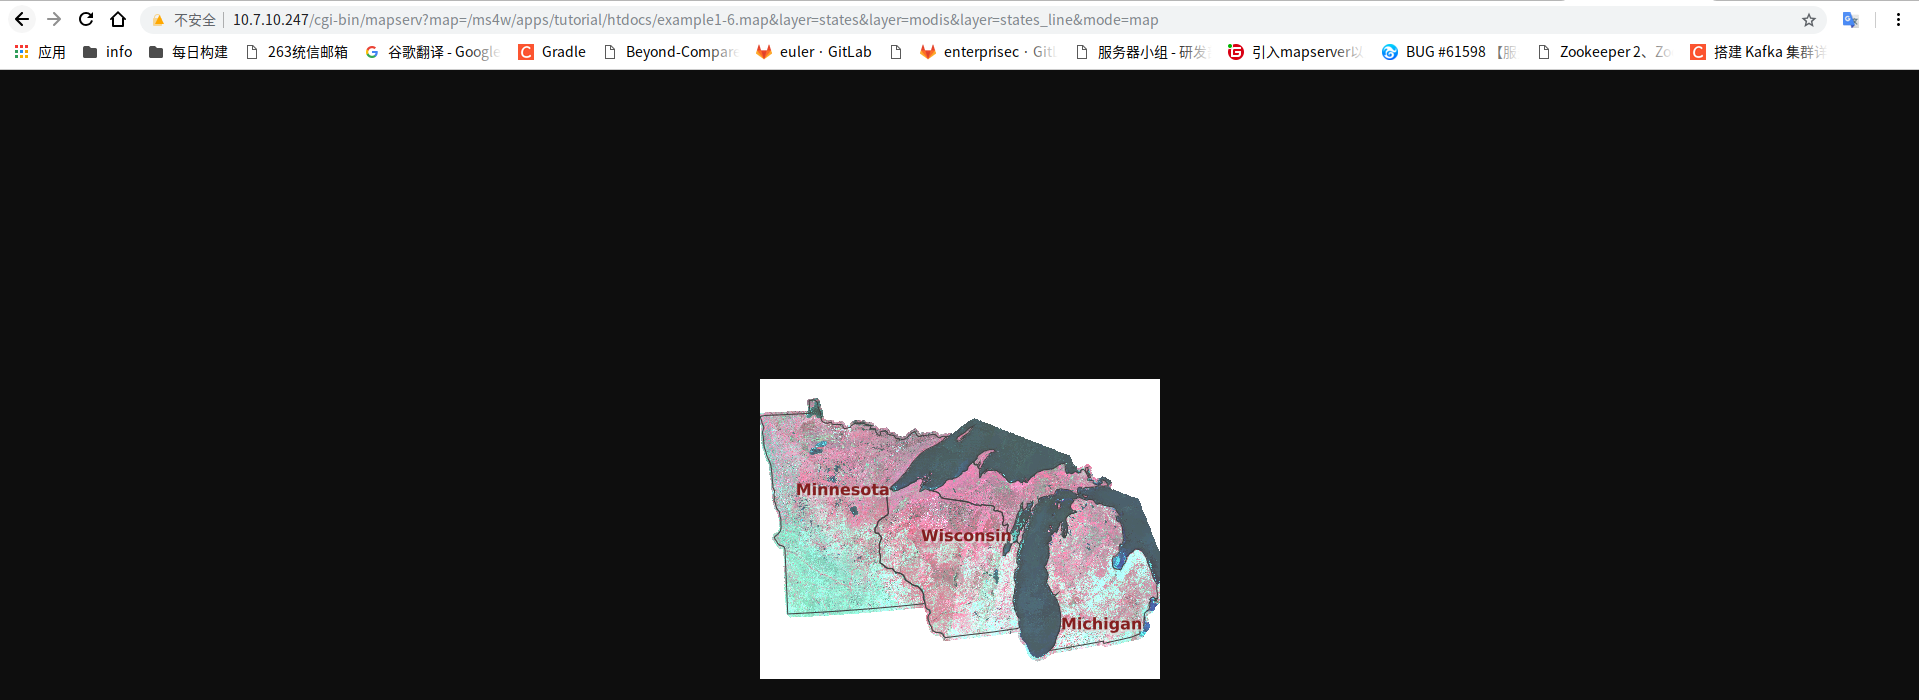 不安全 10.7.10.247/cgi-bin/mapserv?map=/ms4w/apps/tutorial/htdocs/example1-6.map&layer=states&layer=modis&layer=states_line&mode=map
应用 info 每日构建 263统信邮箱 谷歌翻译 - Google Gradle Beyond-Compare euler · GitLab enterprisec · Git 服务器小组 - 研发 引入mapserver以 BUG #61598 【服 Zookeeper 2、Zo 搭建 Kafka 集群详
Minnesota
Wisconsin
Michigan